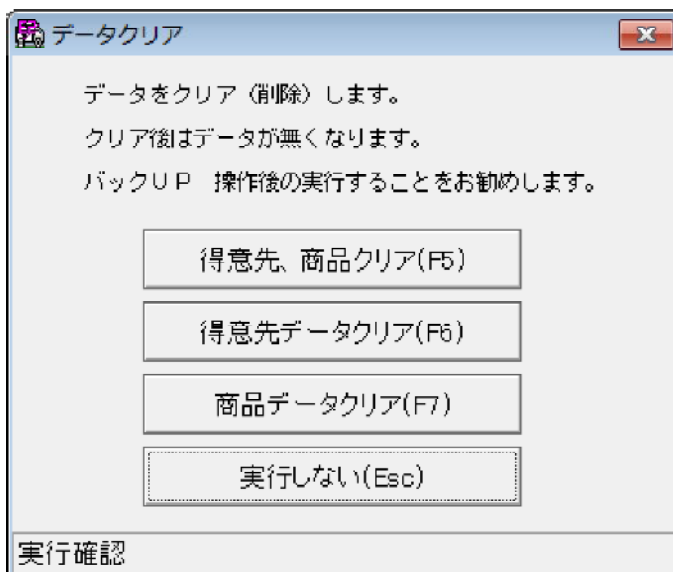 データクリア
データをクリア（削除）します。
クリア後はデータが無くなります。
バックＵＰ　操作後の実行することをお勧めします。
得意先、商品クリア(F5)
得意先データクリア(F6)
商品データクリア(F7)
実行しない(Esc)
実行確認